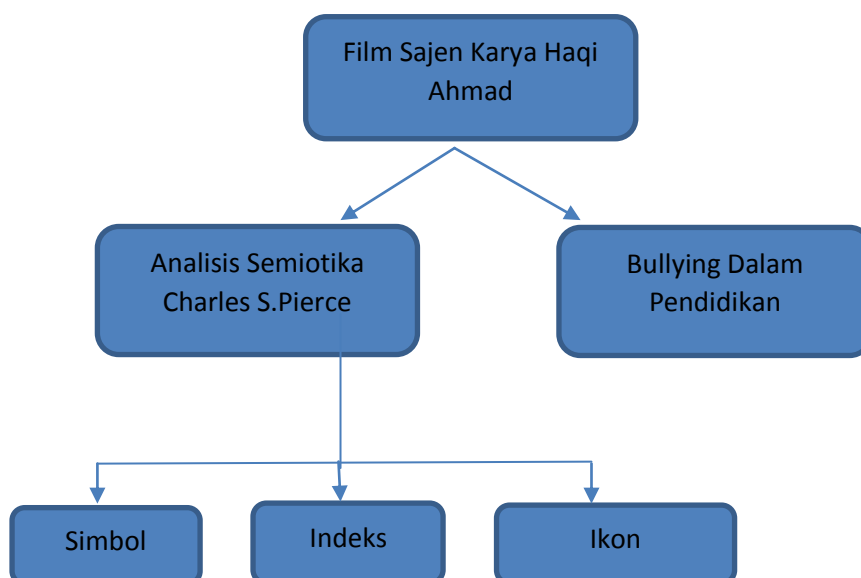 Film Sajen Karya Haqi
Ahmad
Analisis Semiotika
Charles S.Pierce
Bullying Dalam
Pendidikan
Simbol
Indeks
Ikon